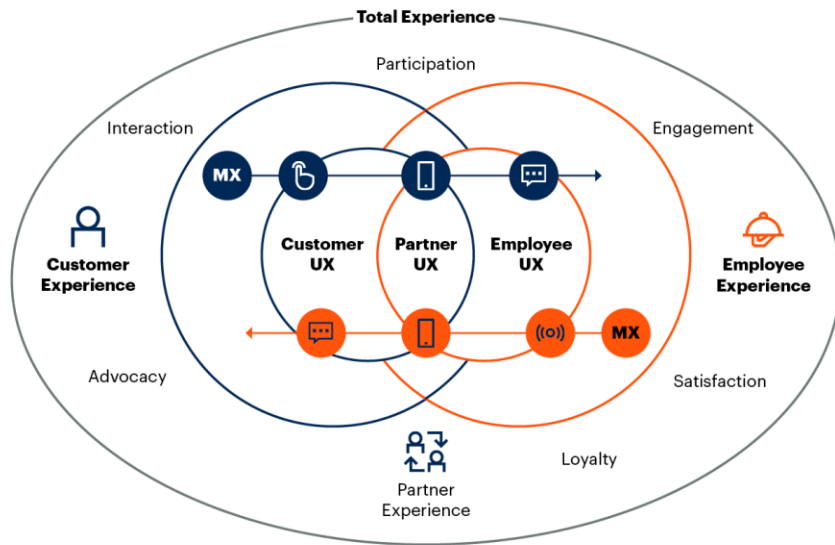 Total Experience
Participation
Interaction
Engagement
MX
Customer
UX
Partner
UX
Employee
UX
Customer
Experience
Employee
Experience
MX
Advocacy
Satisfaction
Loyalty
Partner
Experience